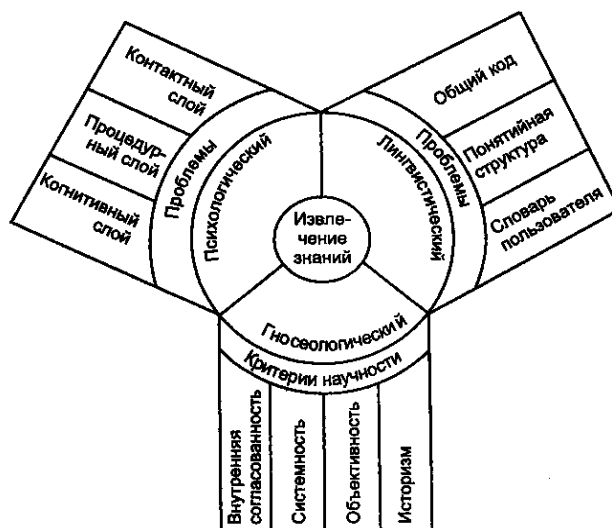 Контактный
слой
Процедур-
ный слой
Когнитивный
слой
Проблемы
Психологический
Общий код
Понятийная
структура
Словарь
пользователя
Проблемы
Лингвистический
Извле-
чение
знаний
Гносеологический
Критерии научности
Внутренняя
согласованность
Системность
Объективность
Историзм